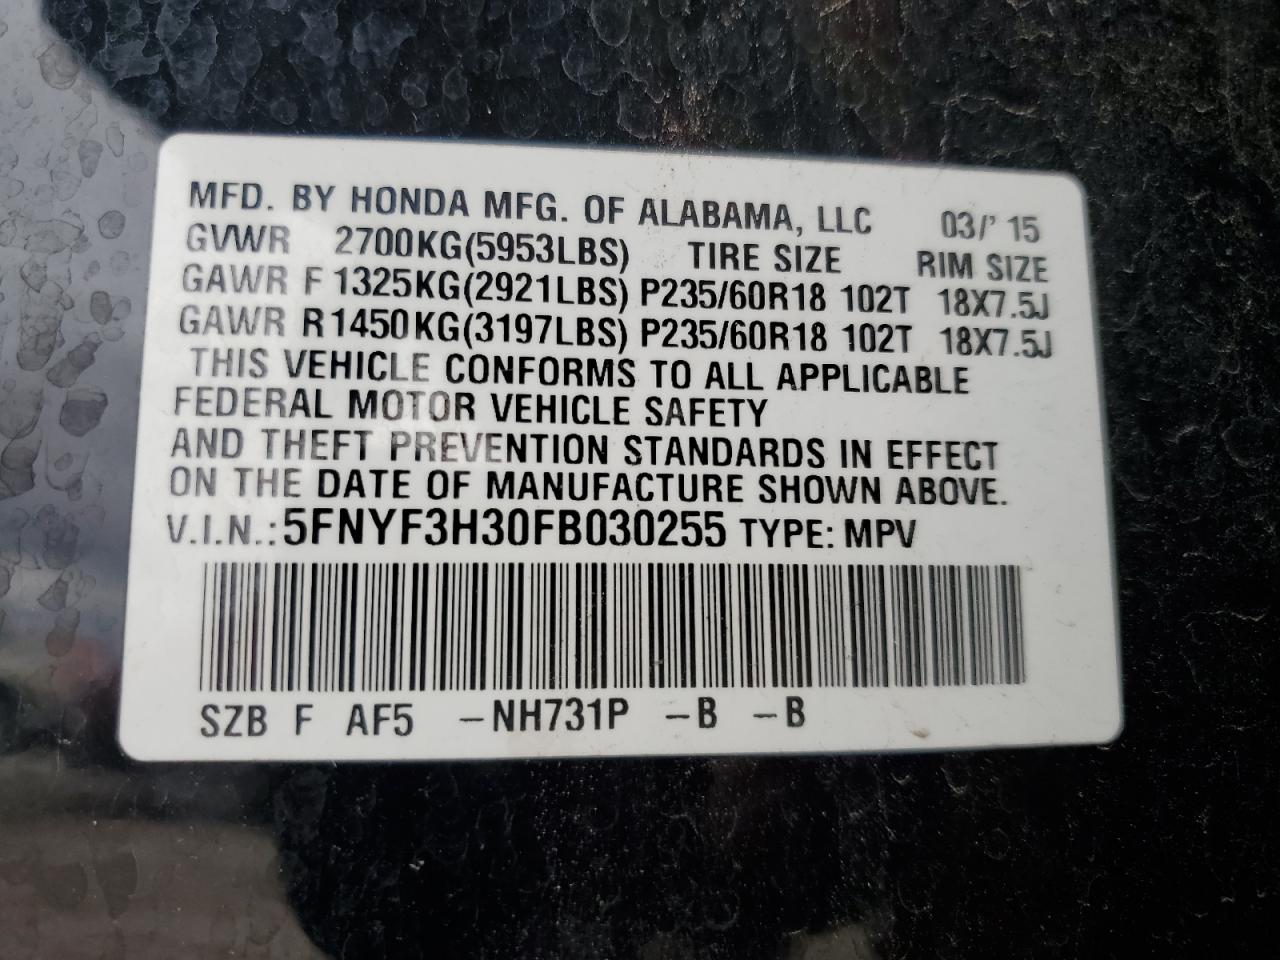 MFD. BY HONDA MFG. OF ALABAMA, LLC 03/' 15
GVWR 2700KG(5953LBS) TIRE SIZE RIM SIZE
GAWR F 1325KG(2921LBS) P235/60R18 102T 18X7.5J
GAWR R1450KG(3197LBS) P235/60R18 102T 18X7.5J
THIS VEHICLE CONFORMS TO ALL APPLICABLE
FEDERAL MOTOR VEHICLE SAFETY
AND THEFT PREVENTION STANDARDS IN EFFECT
ON THE DATE OF MANUFACTURE SHOWN ABOVE.
V.I.N.: 5FNYF3H30FB030255 TYPE: MPV
SZB F AF5 -NH731P -B -B